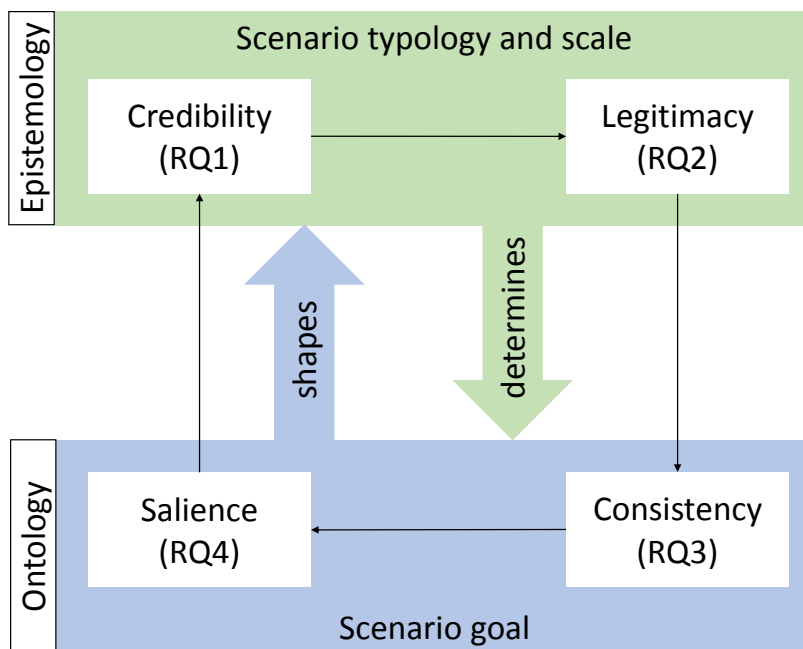 Epistemology
Scenario typology and scale
Credibility
(RQ1)
Legitimacy
(RQ2)
shapes
determines
Ontology
Salience
(RQ4)
Consistency
(RQ3)
Scenario goal